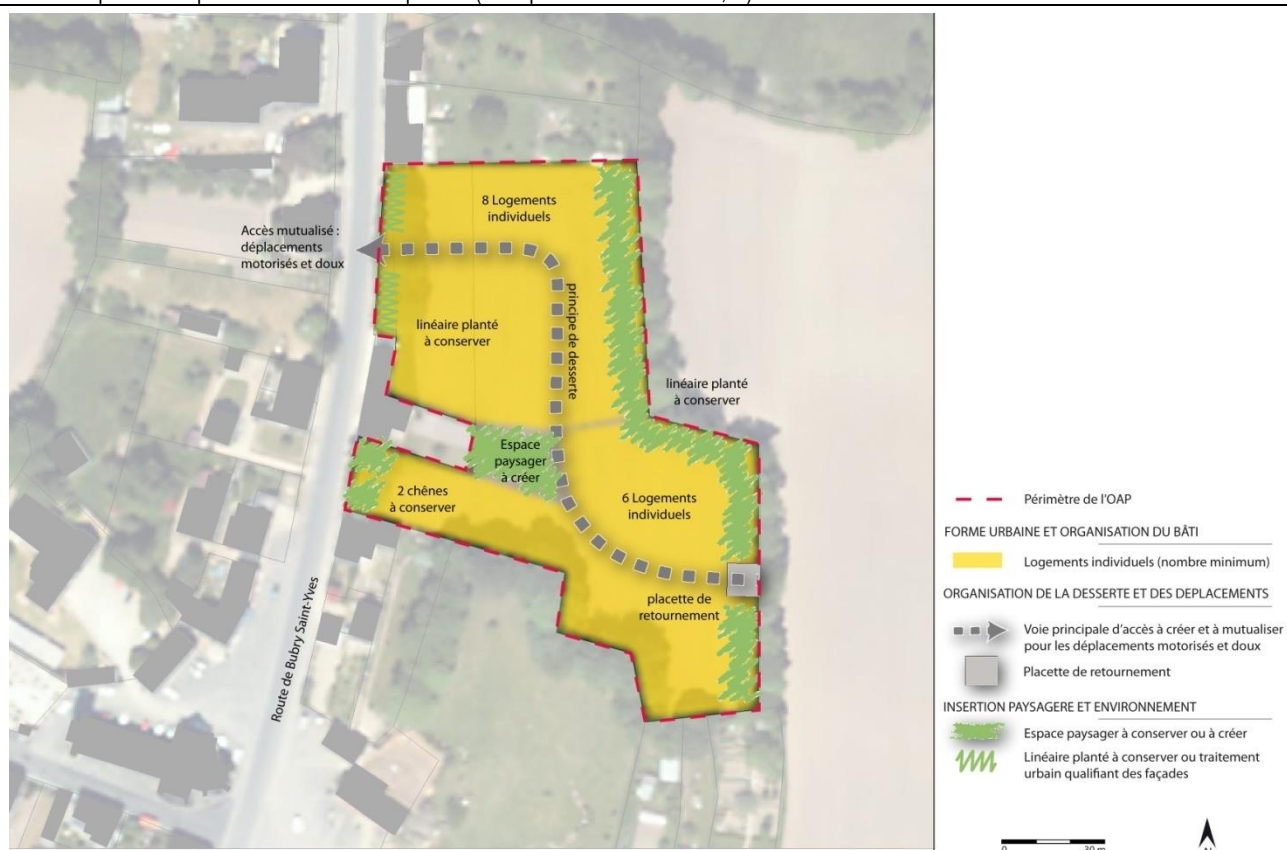 8 Logements
individuels
Accès mutualisé :
déplacements
motorisés et doux
principe de desserte
linéaire planté
à conserver
linéaire planté
à conserver
Espace
paysager
à créer
2 chênes
à conserver
6 Logements
individuels
placette de
retournement
Route de Bubry Saint-Yves
Périmètre de l'OAP
FORME URBAINE ET ORGANISATION DU BÂTI
Logements individuels (nombre minimum)
ORGANISATION DE LA DESSERTE ET DES DEPLACEMENTS
Voie principale d'accès à créer et à mutualiser
pour les déplacements motorisés et doux
Placette de retournement
INSERTION PAYSAGERE ET ENVIRONNEMENT
Espace paysager à conserver ou à créer
Linéaire planté à conserver ou traitement
urbain qualifiant des façades
0 30 m